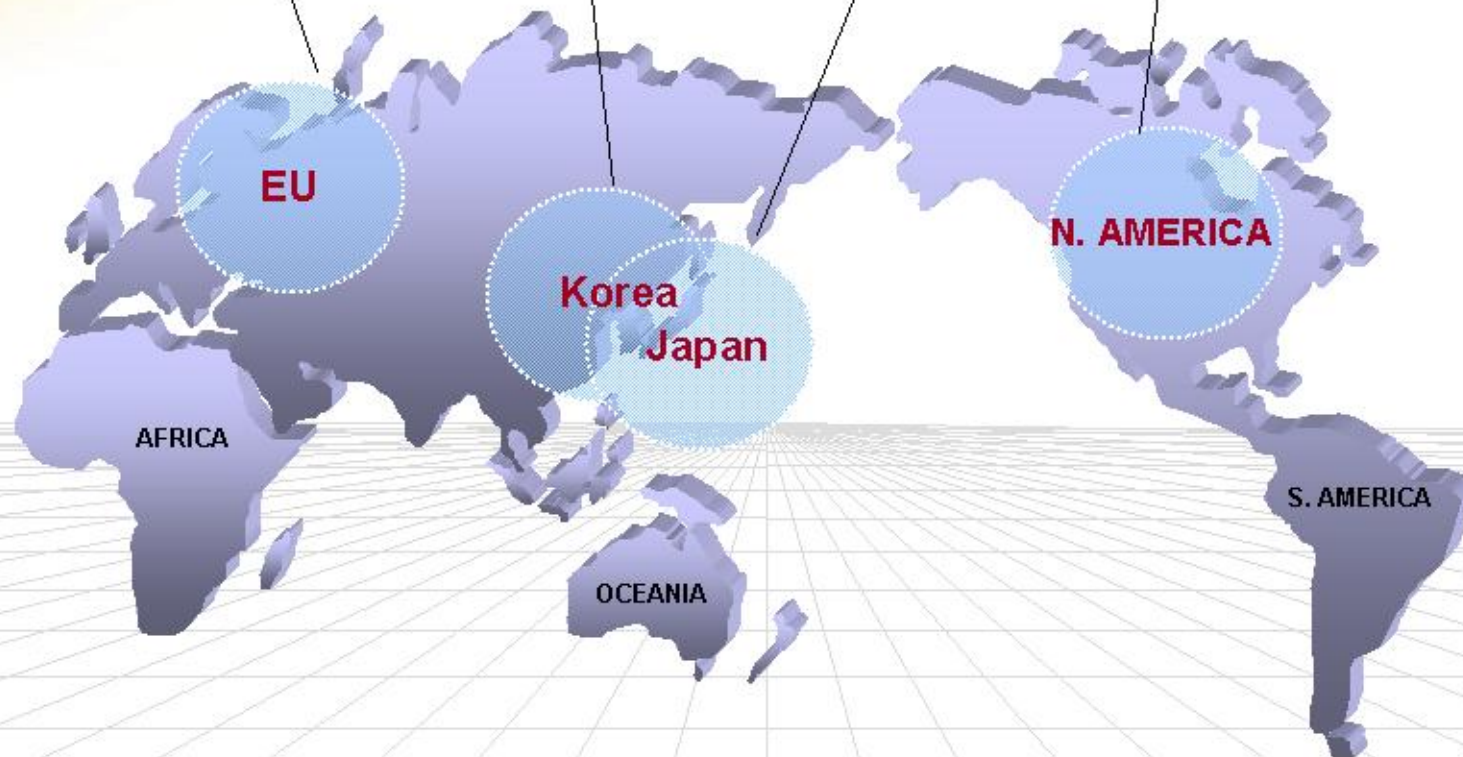 EU
N. AMERICA
Korea
Japan
AFRICA
S. AMERICA
OCEANIA